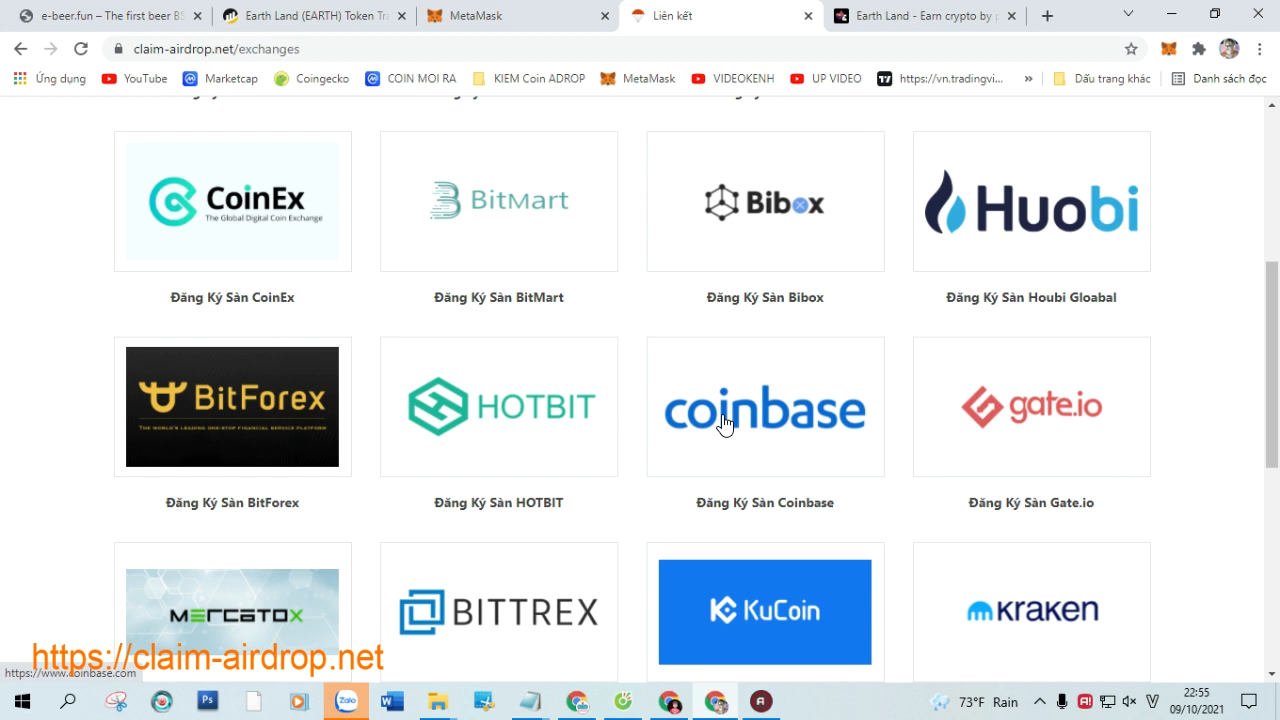 e-beer.fun - The first beer BS
Earth Land (EARTH) Token Tra
MetaMask
Liên kết
Earth Land - Earn crypto by p
claim-airdrop.net/exchanges
Ứng dụng
YouTube
Marketcap
Coingecko
COIN MOI RA
KIEM Coin ADROP
MetaMask
VIDEOKENH
UP VIDEO
https://vn.tradingvi...
»
Dấu trang khác
Danh sách đọc
CoinEx
The Global Digital Coin Exchange
BitMart
Bibox
Huobi
Đăng Ký Sàn CoinEx
Đăng Ký Sàn BitMart
Đăng Ký Sàn Bibox
Đăng Ký Sàn Houbi Gloabal
BitForex
THE WORLD'S LEADING ONE-STOP FINANCIAL SERVICE PLATFORM
HOTBIT
coinbase
gate.io
Đăng Ký Sàn BitForex
Đăng Ký Sàn HOTBIT
Đăng Ký Sàn Coinbase
Đăng Ký Sàn Gate.io
MERCATOX
BITTREX
KUCOIN
KRAKEN
https://claim-airdrop.net
https://www.coinbase.com
Ps
Zalo
W
73°F Rain
22:55
09/10/2021